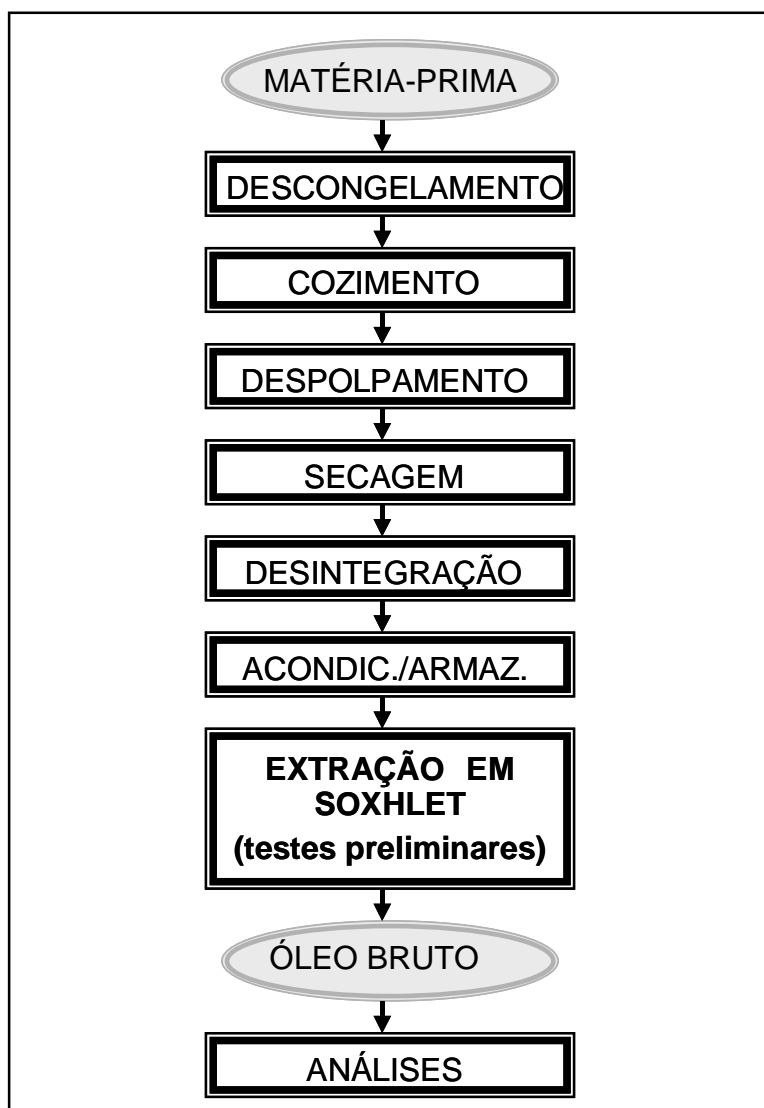 MATÉRIA-PRIMA
DESCONGELAMENTO
COZIMENTO
DESPOLPAMENTO
SECAGEM
DESINTEGRAÇÃO
ACONDIC./ARMAZ.
EXTRAÇÃO EM
SOXHLET
(testes preliminares)
ÓLEO BRUTO
ANÁLISES